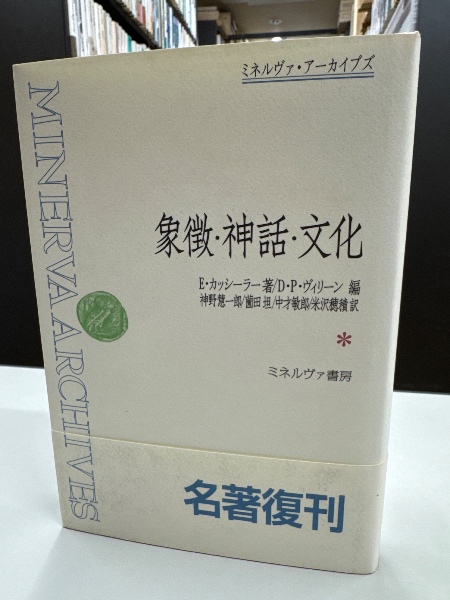 ミネルヴァ・アーカイブズ
MINERVA ARCHIVES
象徴・神話・文化
E・カッシーラー著/D・P・ヴィリーン 編
神野慧一郎/薗田 坦/中才敏郎/米沢穂積 訳
*
ミネルヴァ書房
名著復刊